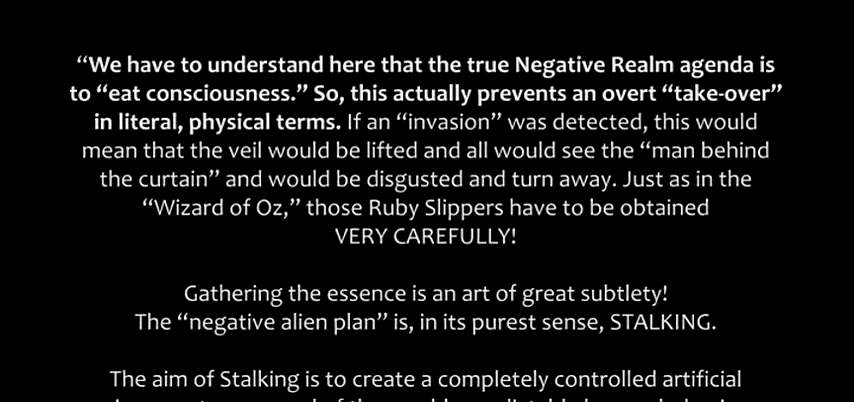 “We have to understand here that the true Negative Realm agenda is
to “eat consciousness.” So, this actually prevents an overt “take-over”
in literal, physical terms. If an “invasion” was detected, this would
mean that the veil would be lifted and all would see the “man behind
the curtain” and would be disgusted and turn away. Just as in the
“Wizard of Oz,” those Ruby Slippers have to be obtained
VERY CAREFULLY!
Gathering the essence is an art of great subtlety!
The “negative alien plan” is, in its purest sense, STALKING.
The aim of Stalking is to create a completely controlled artificial